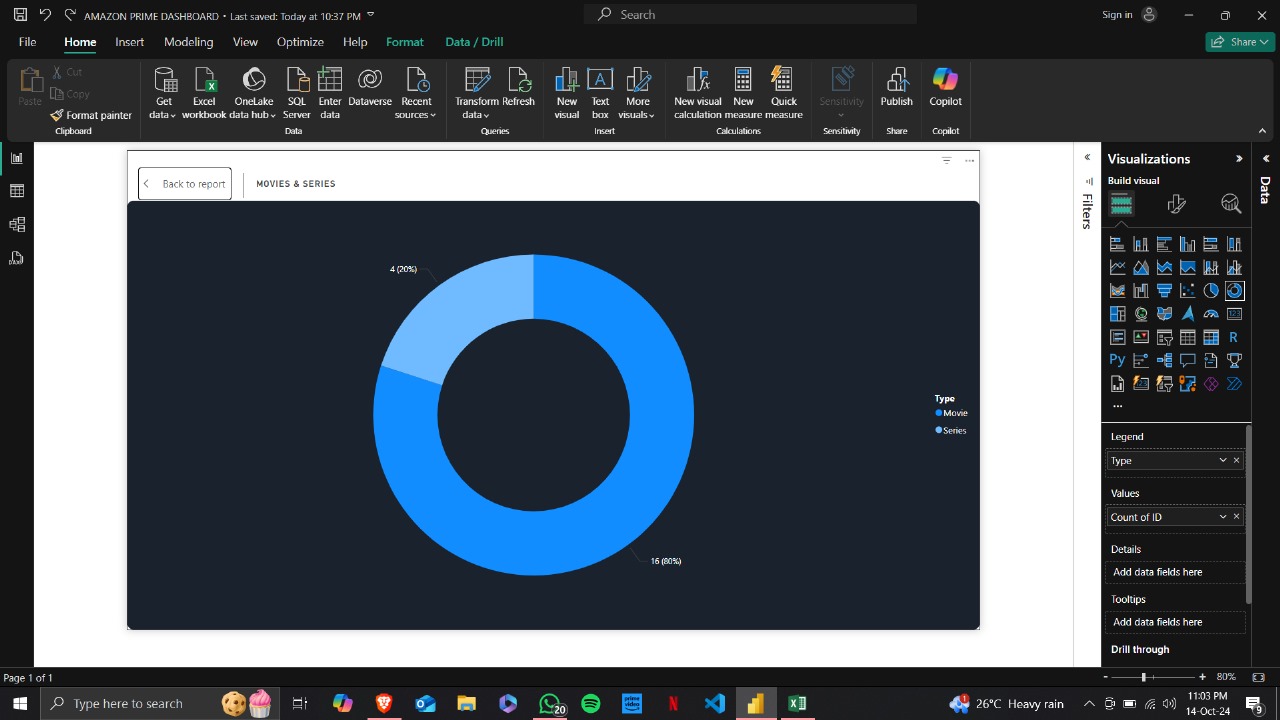 AMAZON PRIME DASHBOARD • Last saved: Today at 10:37 PM
Search
Sign in
File
Home
Insert
Modeling
View
Optimize
Help
Format
Data / Drill
Share
Paste
Cut
Copy
Format painter
Clipboard
Get data
Excel workbook
OneLake data hub
SQL Server
Enter data
Dataverse
Recent sources
Data
Transform data
Refresh
Queries
New visual
Text box
More visuals
Insert
New visual calculation
New measure
Quick measure
Calculations
Sensitivity
Sensitivity
Publish
Share
Copilot
Copilot
Back to report
MOVIES & SERIES
4 (20%)
16 (80%)
Type
Movie
Series
Filters
Visualizations
Build visual
Data
123
R
Py
123
Legend
Type
Values
Count of ID
Details
Add data fields here
Tooltips
Add data fields here
Drill through
Page 1 of 1
80%
Type here to search
20
prime video
N
1
26°C Heavy rain
11:03 PM
14-Oct-24
9